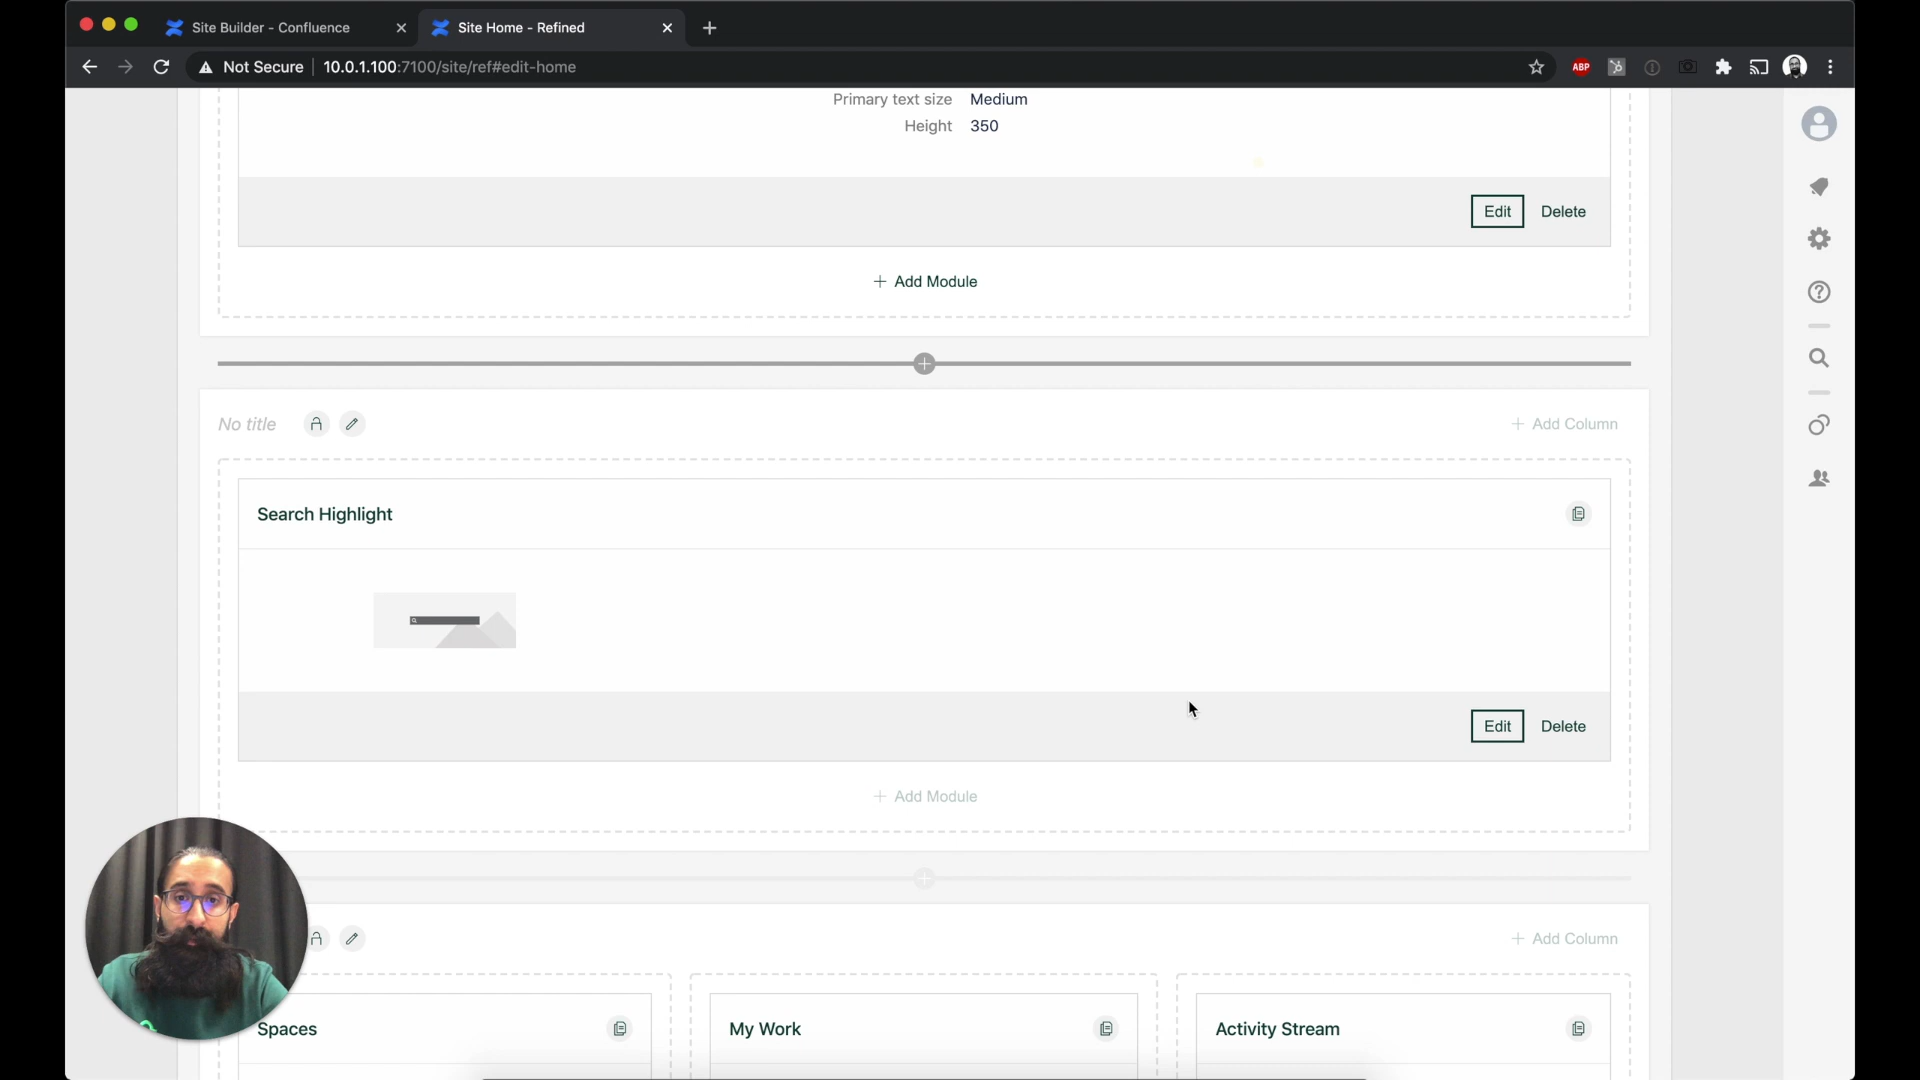 Site Builder - Confluence
Site Home - Refined
Not Secure
10.0.1.100:7100/site/ref#edit-home
ABP
Primary text size Medium
Height 350
Edit Delete
+ Add Module
No title
+ Add Column
Search Highlight
Edit Delete
+ Add Module
+ Add Column
Spaces
My Work
Activity Stream